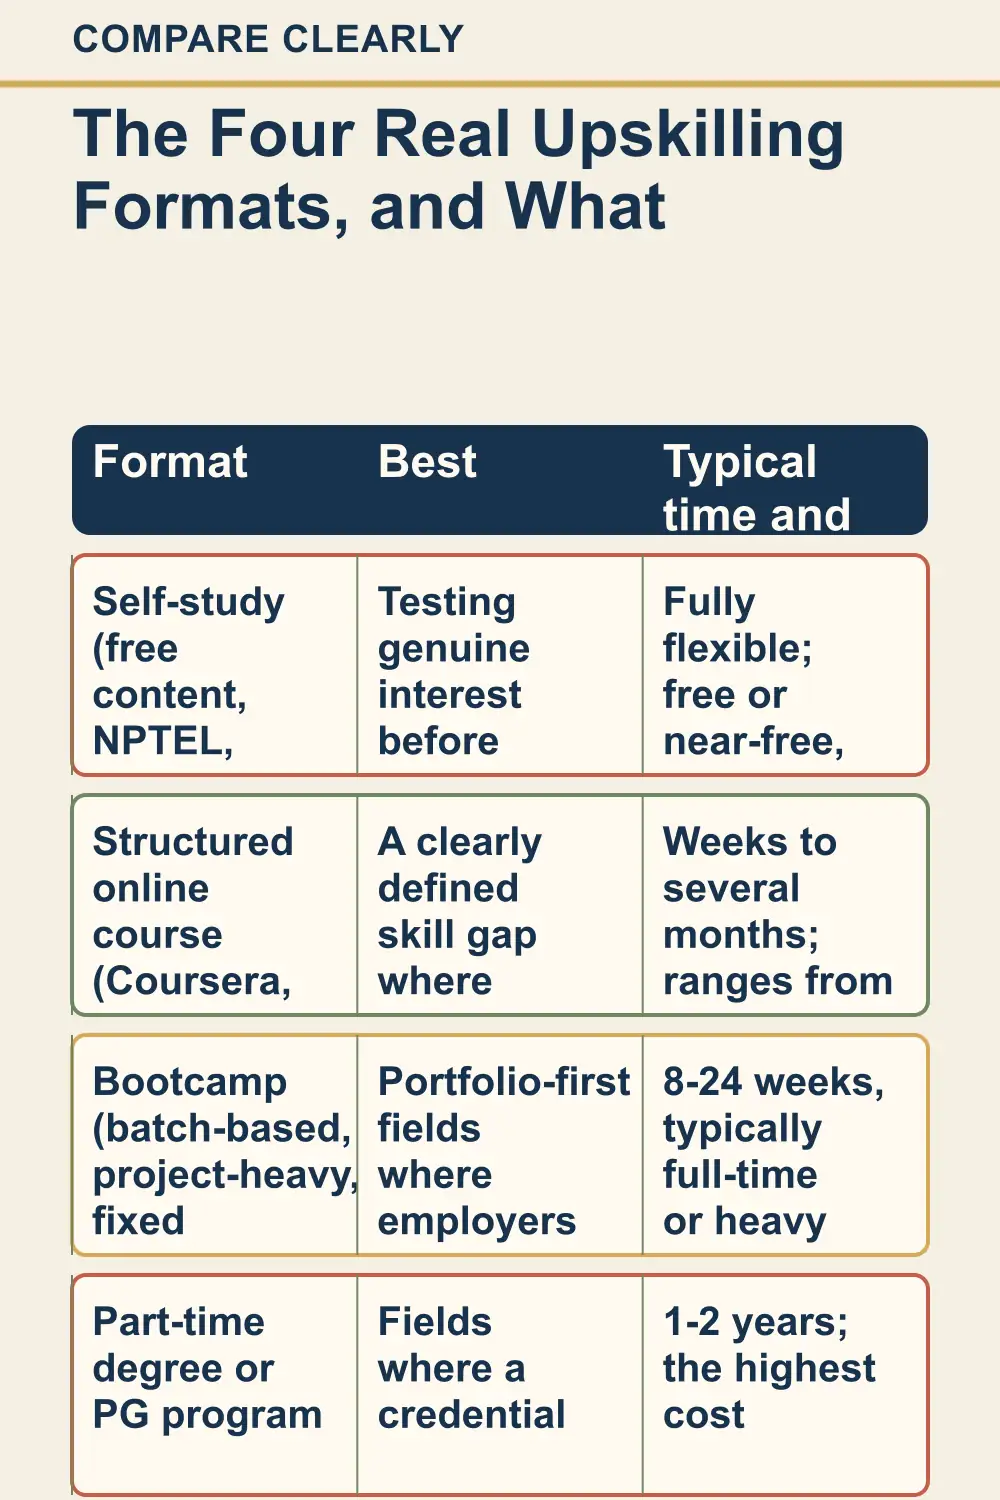 COMPARE CLEARLY
The Four Real Upskilling
Formats, and What
Format
Best
Typical
time and
Self-study
(free
content,
NPTEL,
Testing
genuine
interest
before
Fully
flexible;
free or
near-free,
Structured
online
course
(Coursera,
A clearly
defined
skill gap
where
Weeks to
several
months;
ranges from
Bootcamp
(batch-based,
project-heavy,
fixed
Portfolio-first
fields
where
employers
8-24 weeks,
typically
full-time
or heavy
Part-time
degree or
PG program
Fields
where a
credential
1-2 years;
the highest
cost